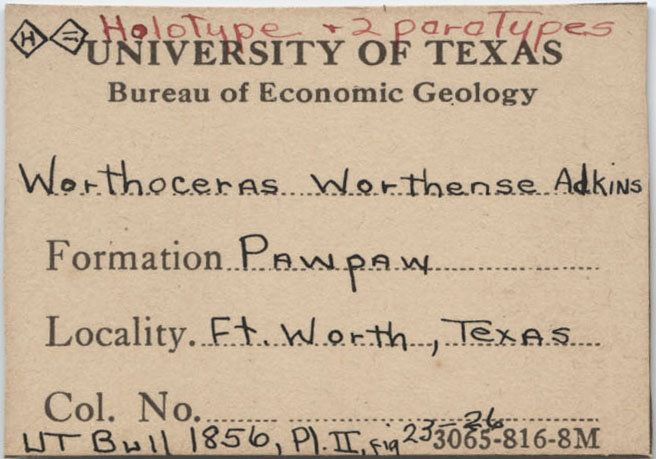 Holotype + 2 paraTypes
H =
UNIVERSITY OF TEXAS
Bureau of Economic Geology
Worthoceras Worthense Adkins
Formation Pawpaw
Locality. Ft. Worth, Texas
Col. No.
UT Bull 1856, Pl. II, fig 23-26
3065-816-8M